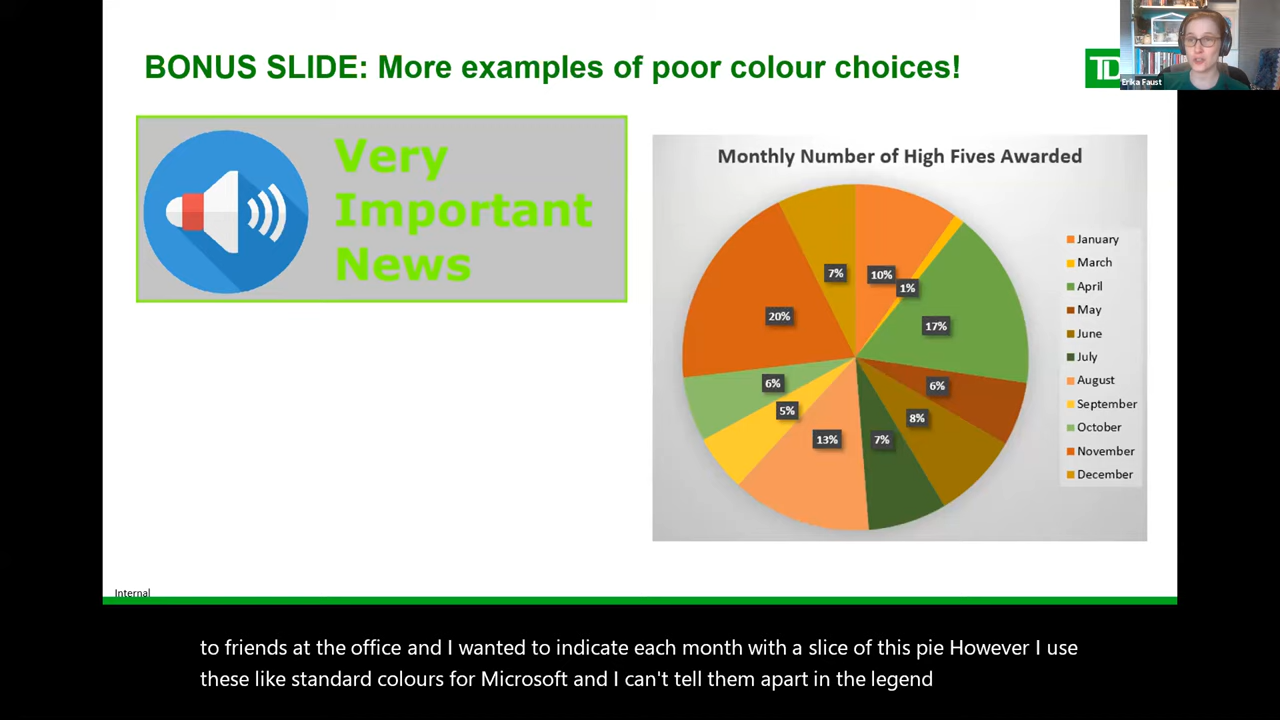 BONUS SLIDE: More examples of poor colour choices!
TD
Erika Faust
Very
Important
News
Monthly Number of High Fives Awarded
7%
10%
1%
20%
17%
6%
6%
5%
8%
13%
7%
January
March
April
May
June
July
August
September
October
November
December
Internal
to friends at the office and I wanted to indicate each month with a slice of this pie However I use
these like standard colours for Microsoft and I can't tell them apart in the legend